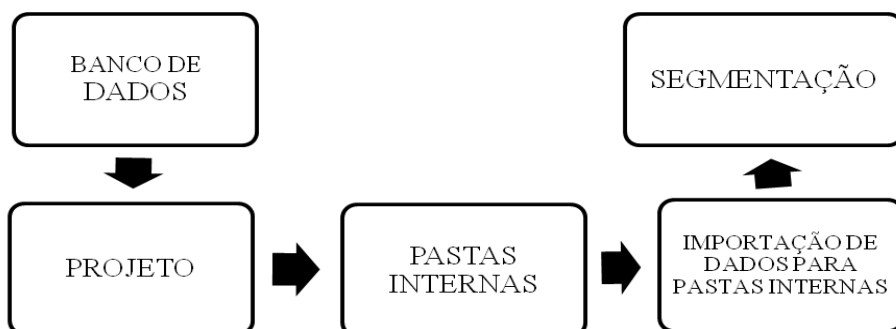 BANCO DE
DADOS
PROJETO
PASTAS
INTERNAS
IMPORTAÇÃO DE
DADOS PARA
PASTAS INTERNAS
SEGMENTAÇÃO